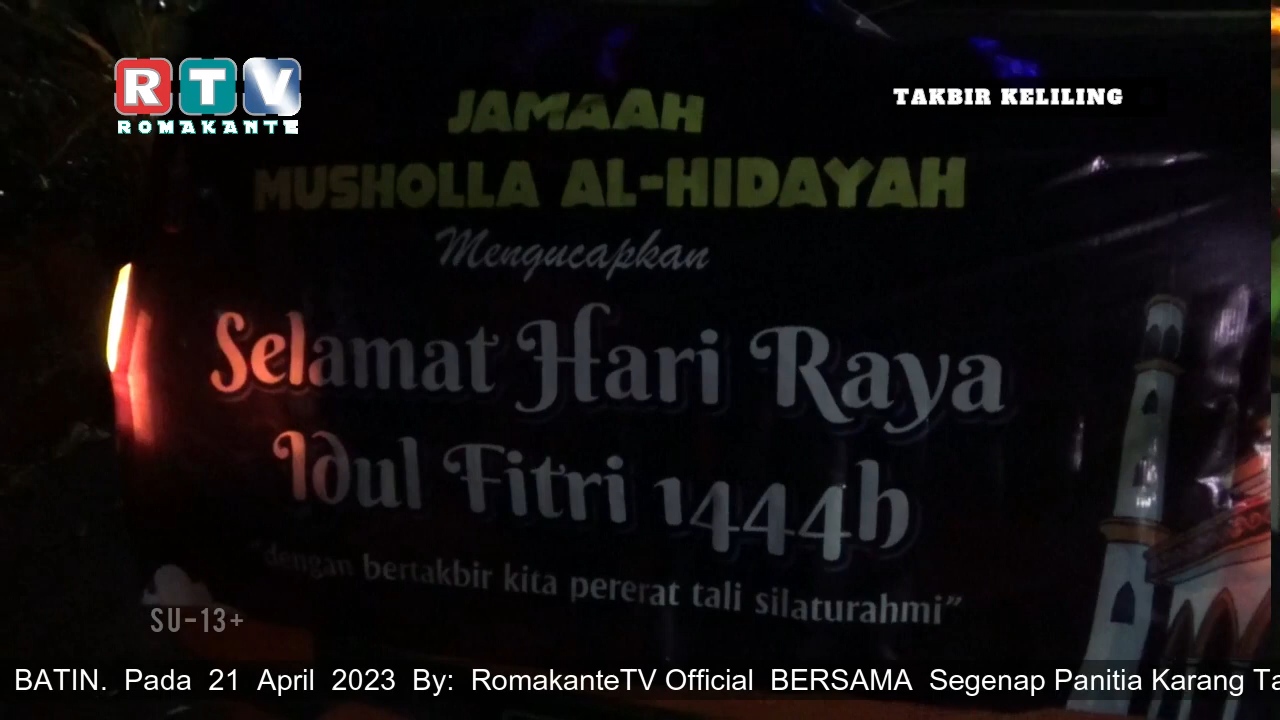 RTV
ROMAKANTE
TAKBIR KELILING
JAMAAH
MUSHOLLA AL-HIDAYAH
Mengucapkan
Selamat Hari Raya
Idul Fitri 1444h
"dengan bertakbir kita pererat tali silaturahmi"
SU-13+
BATIN. Pada 21 April 2023 By: RomakanteTV Official BERSAMA Segenap Panitia Karang Ta